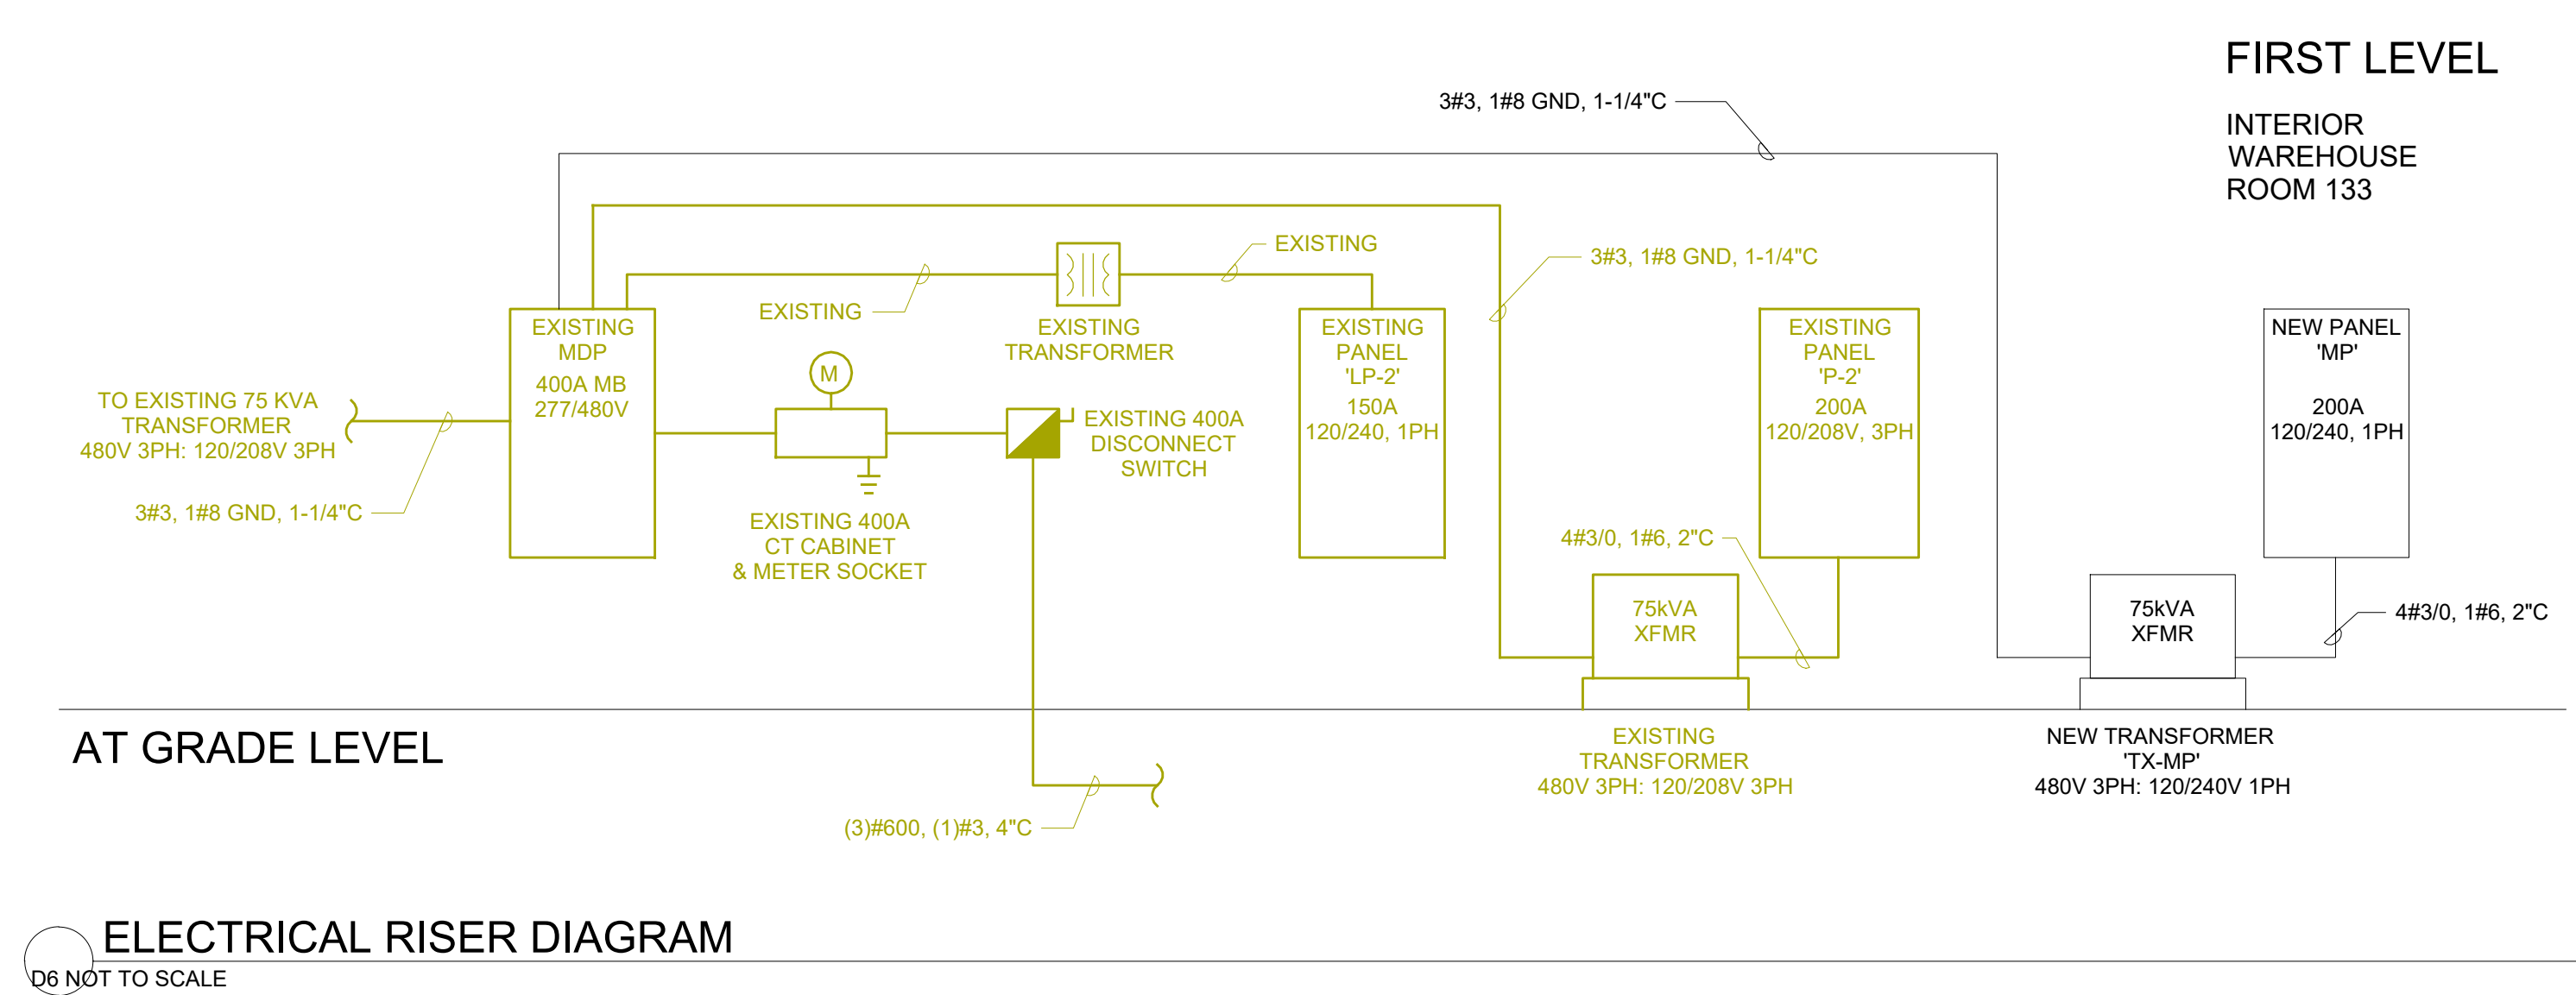 FIRST LEVEL
INTERIOR
WAREHOUSE
ROOM 133
3#3, 1#8 GND, 1-1/4"C
EXISTING
3#3, 1#8 GND, 1-1/4"C
EXISTING
EXISTING
MDP
400A MB
277/480V
EXISTING
TRANSFORMER
EXISTING
PANEL
'LP-2'
150A
120/240, 1PH
EXISTING
PANEL
'P-2'
200A
120/208V, 3PH
NEW PANEL
'MP'
200A
120/240, 1PH
M
TO EXISTING 75 KVA
TRANSFORMER
480V 3PH: 120/208V 3PH
EXISTING 400A
DISCONNECT
SWITCH
3#3, 1#8 GND, 1-1/4"C
EXISTING 400A
CT CABINET
& METER SOCKET
4#3/0, 1#6, 2"C
75kVA
XFMR
75kVA
XFMR
4#3/0, 1#6, 2"C
AT GRADE LEVEL
EXISTING
TRANSFORMER
480V 3PH: 120/208V 3PH
NEW TRANSFORMER
'TX-MP'
480V 3PH: 120/240V 1PH
(3)#600, (1)#3, 4"C
ELECTRICAL RISER DIAGRAM
D6 NOT TO SCALE